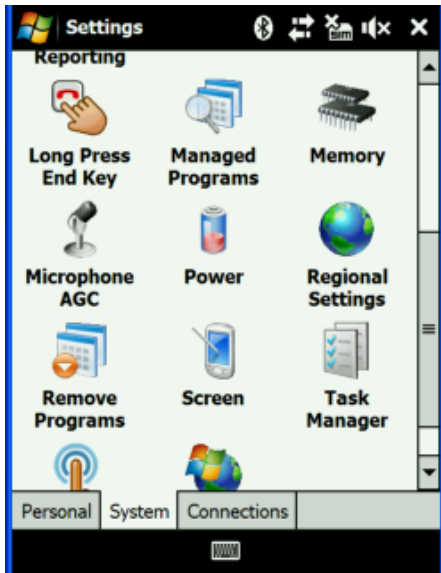 Settings
Reporting
Long Press Managed Memory
End Key Programs
Microphone Power Regional
AGC Settings
Remove Screen Task
Programs Manager
Personal System Connections